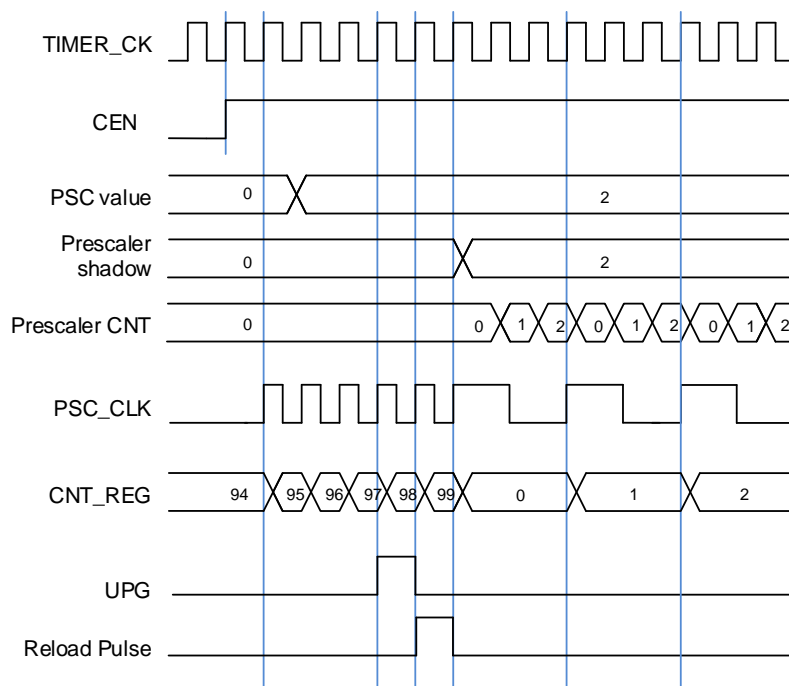 TIMER_CK
CEN
PSC value 0 2
Prescaler
shadow 0 2
Prescaler CNT 0 0 1 2 0 1 2 0 1 2
PSC_CLK
CNT_REG 94 95 96 97 98 99 0 1 2
UPG
Reload Pulse